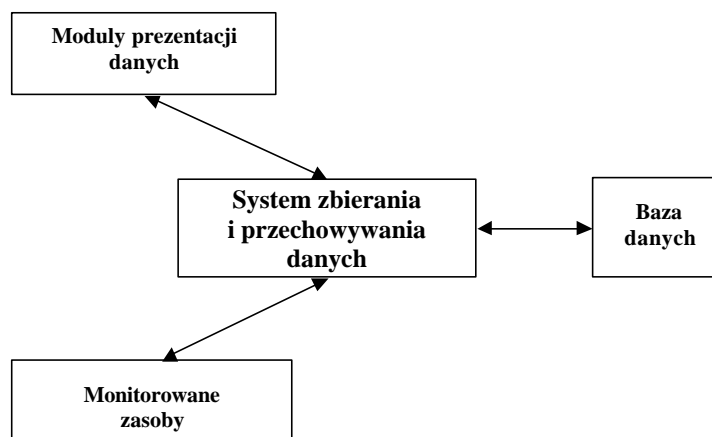 Moduly prezentacji
danych
System zbierania
i przechowywania
danych
Baza
danych
Monitorowane
zasoby